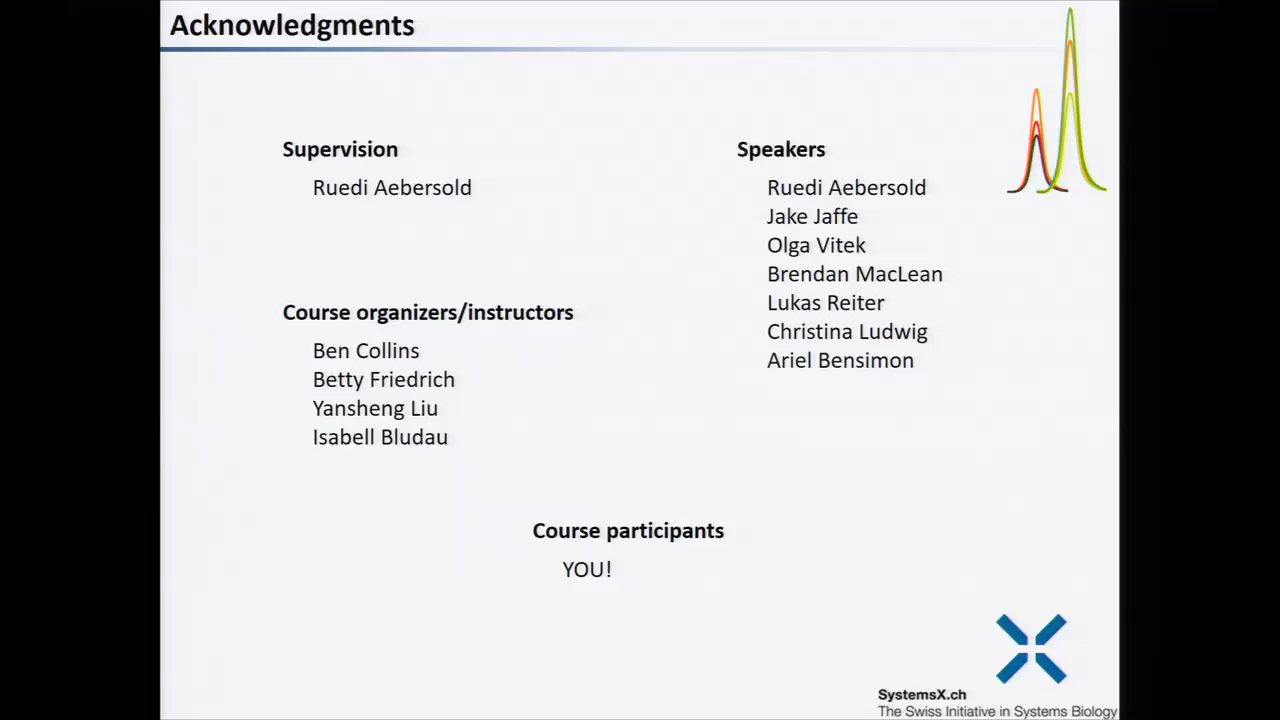 Acknowledgments
Supervision
Ruedi Aebersold
Course organizers/instructors
Ben Collins
Betty Friedrich
Yansheng Liu
Isabell Bludau
Speakers
Ruedi Aebersold
Jake Jaffe
Olga Vitek
Brendan MacLean
Lukas Reiter
Christina Ludwig
Ariel Bensimon
Course participants
YOU!
SystemsX.ch
The Swiss Initiative in Systems Biology